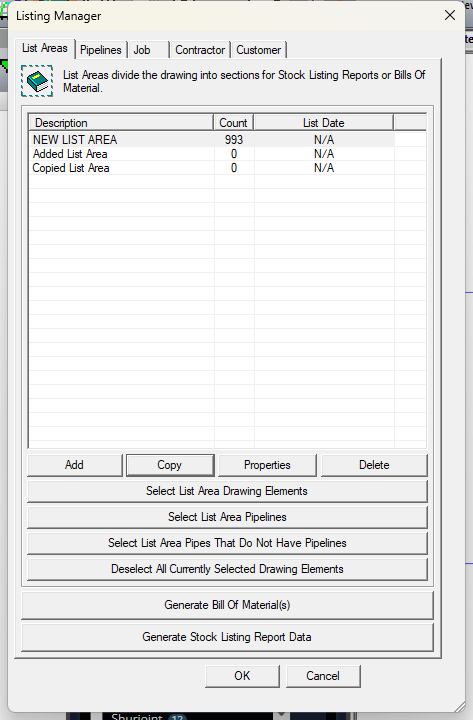 Listing Manager
List Areas Pipelines Job Contractor Customer
List Areas divide the drawing into sections for Stock Listing Reports or Bills Of
Material.
Description Count List Date
NEW LIST AREA 993 N/A
Added List Area 0 N/A
Copied List Area 0 N/A
Add Copy Properties Delete
Select List Area Drawing Elements
Select List Area Pipelines
Select List Area Pipes That Do Not Have Pipelines
Deselect All Currently Selected Drawing Elements
Generate Bill Of Material(s)
Generate Stock Listing Report Data
OK Cancel
Shurjoint 12